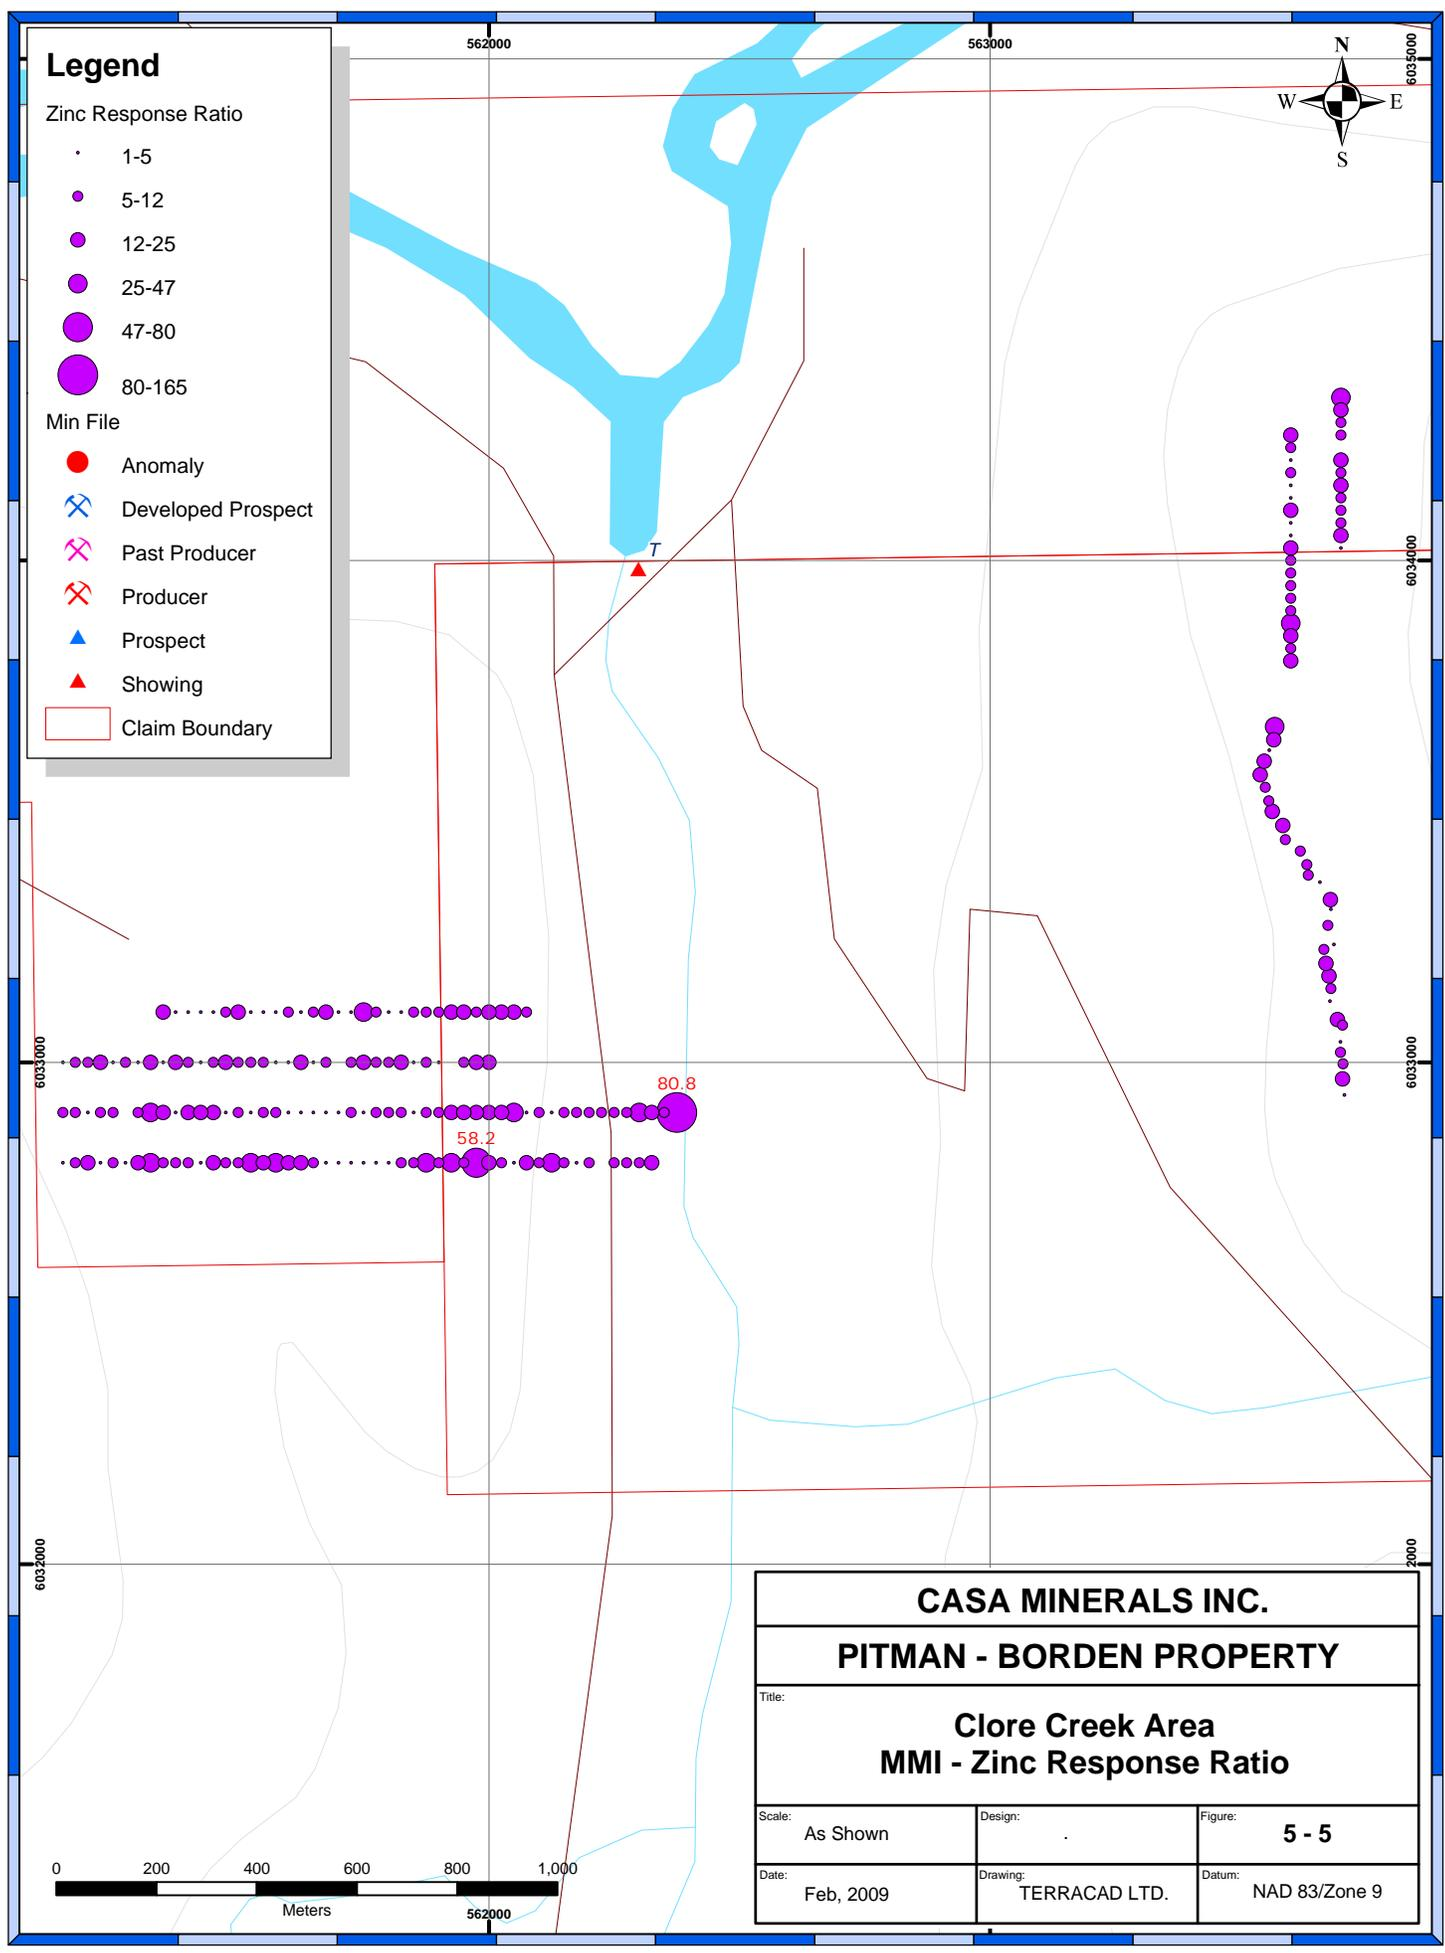 562000
563000
6035000
N
W
E
S
Legend
Zinc Response Ratio
1-5
5-12
12-25
25-47
47-80
80-165
Min File
Anomaly
Developed Prospect
Past Producer
Producer
Prospect
Showing
Claim Boundary
T
6034000
6033000
6033000
80.8
58.2
6032000
2000
CASA MINERALS INC.
PITMAN - BORDEN PROPERTY
Title:
Clore Creek Area
MMI - Zinc Response Ratio
Scale:
As Shown
Design:
.
Figure:
5 - 5
Date:
Feb, 2009
Drawing:
TERRACAD LTD.
Datum:
NAD 83/Zone 9
0 200 400 600 800 1,000
Meters
562000